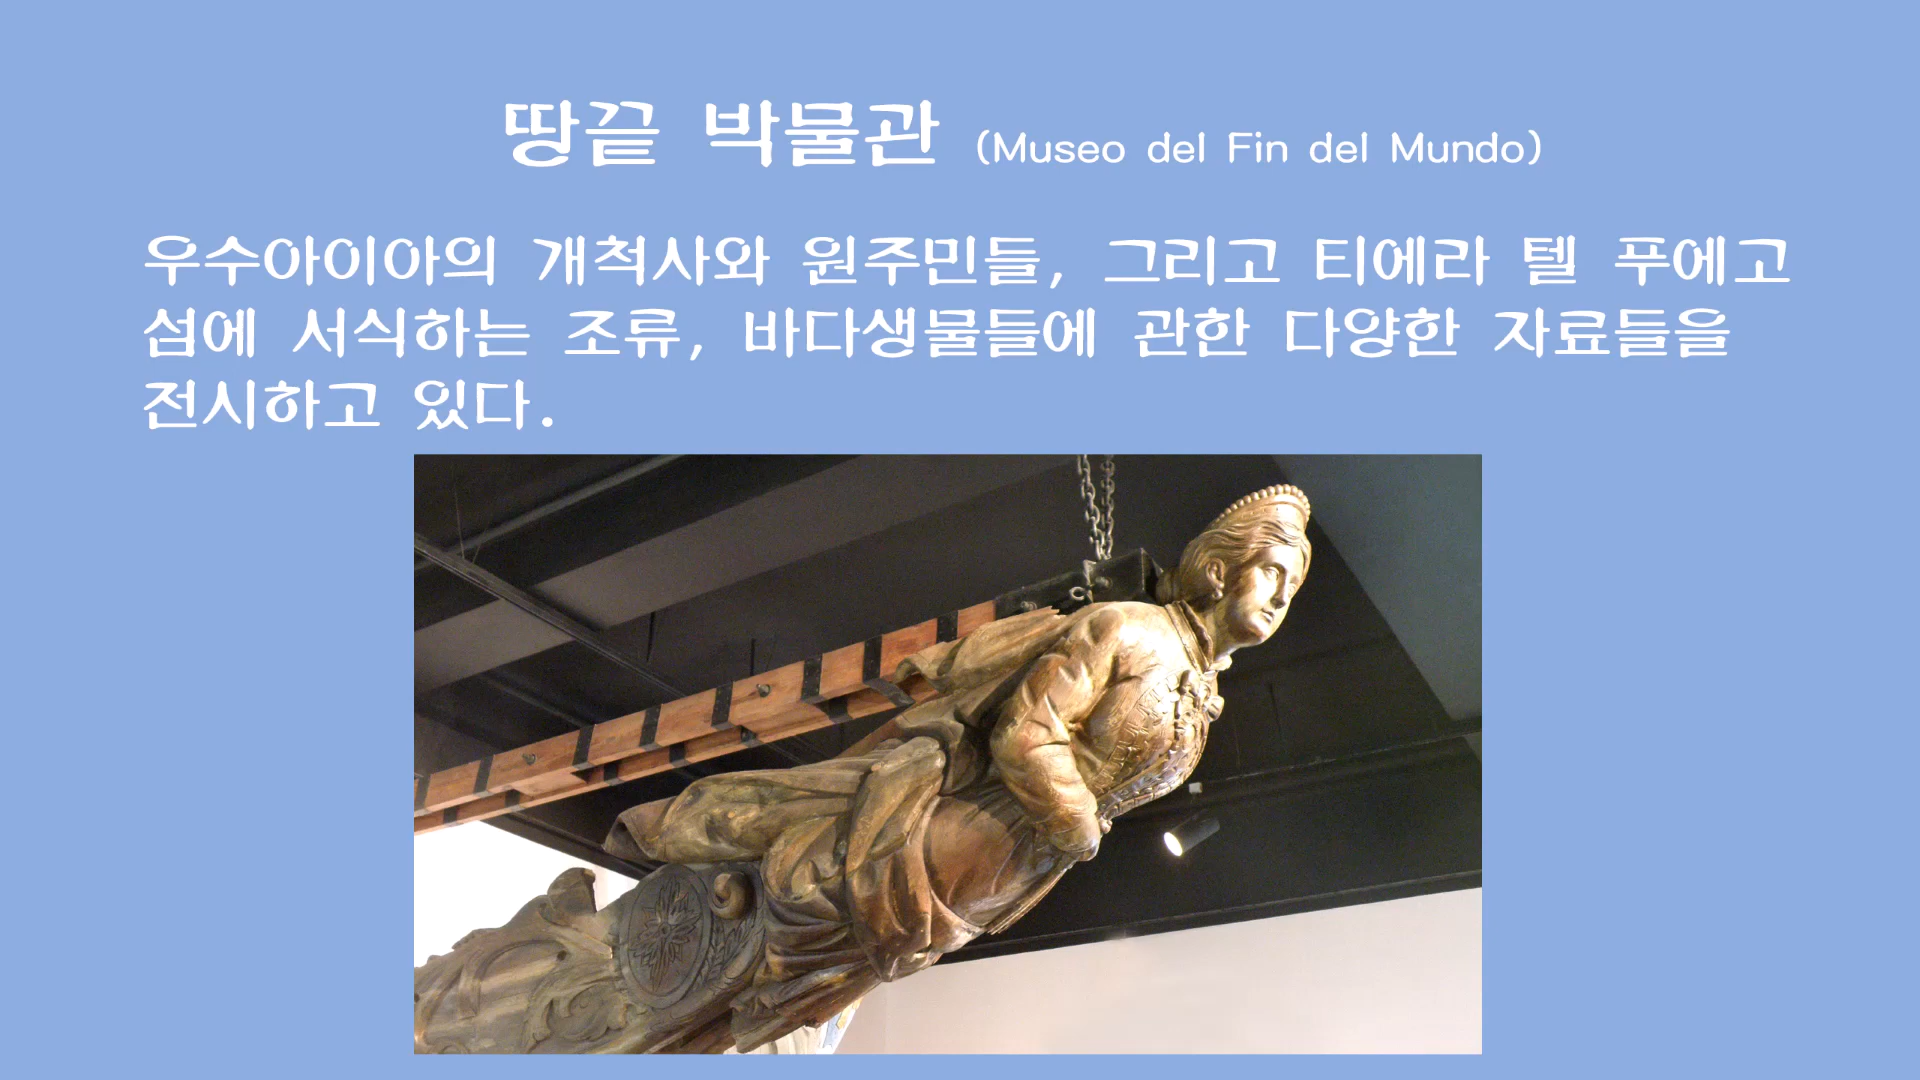 땅끝 박물관 (Museo del Fin del Mundo)
우수아이아의 개척사와 원주민들, 그리고 티에라 텔 푸에고
섬에 서식하는 조류, 바다생물들에 관한 다양한 자료들을
전시하고 있다.